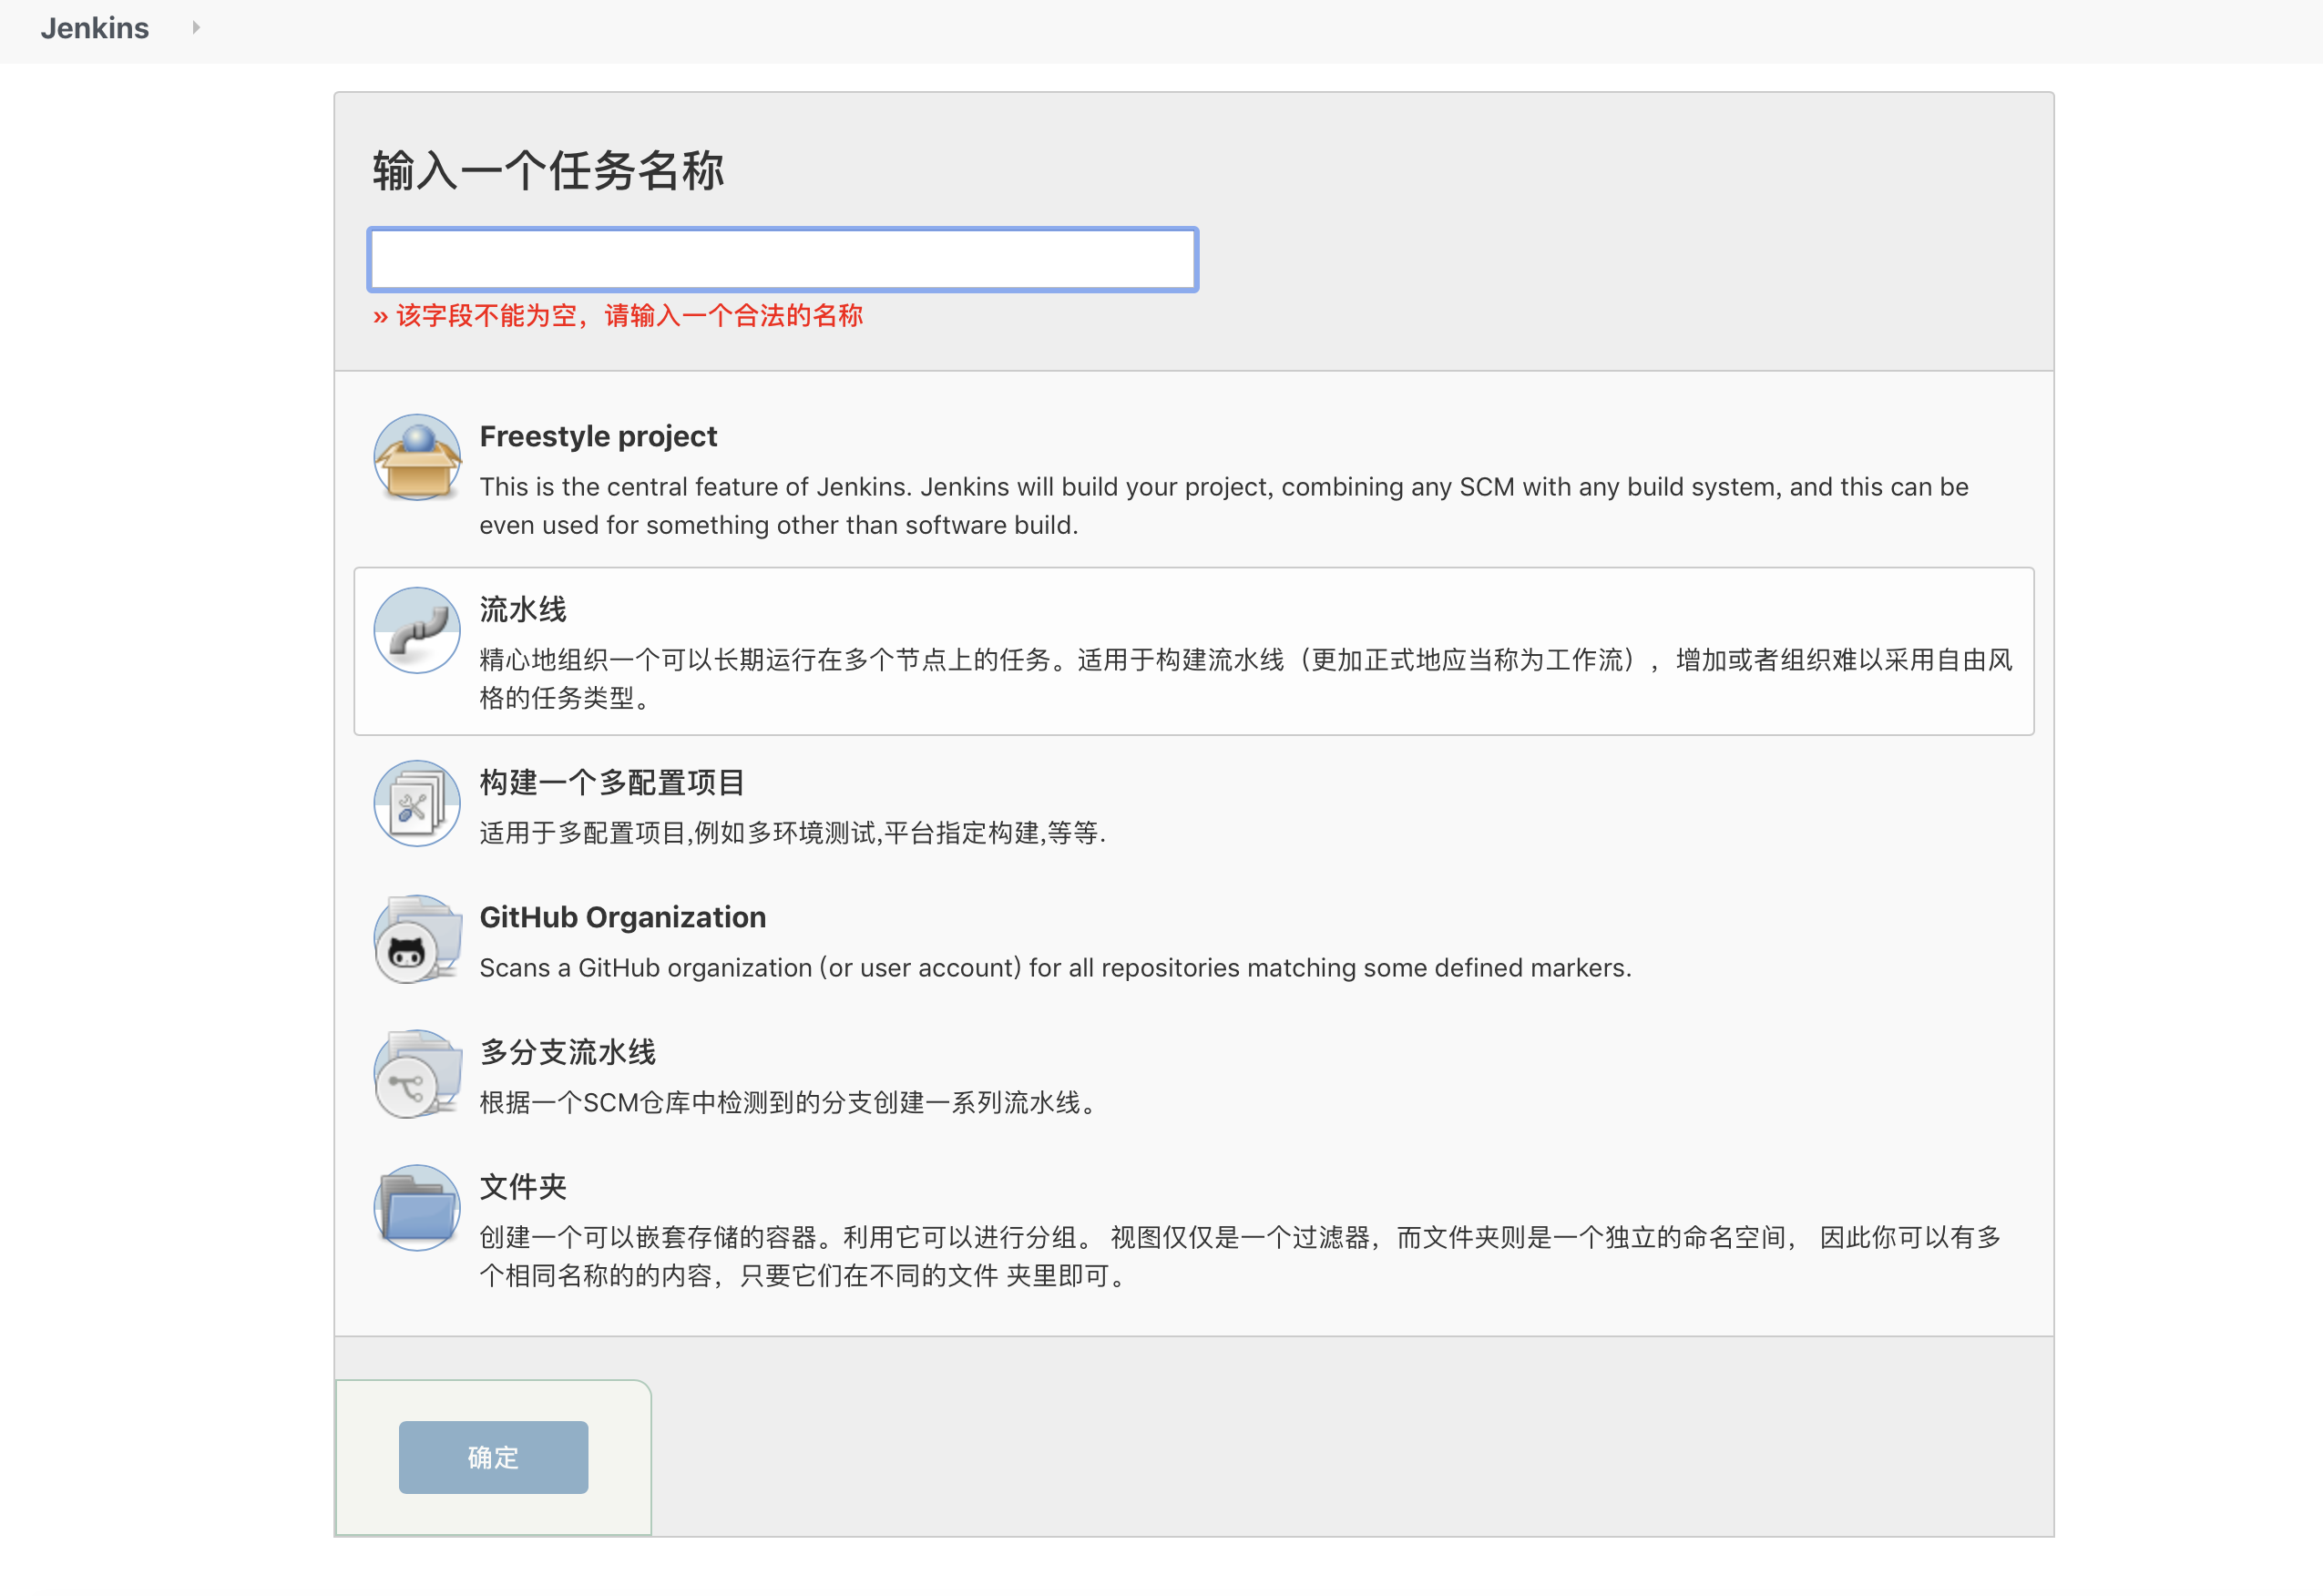 Jenkins
输入一个任务名称
» 该字段不能为空，请输入一个合法的名称
Freestyle project
This is the central feature of Jenkins. Jenkins will build your project, combining any SCM with any build system, and this can be
even used for something other than software build.
流水线
精心地组织一个可以长期运行在多个节点上的任务。适用于构建流水线（更加正式地应当称为工作流），增加或者组织难以采用自由风
格的任务类型。
构建一个多配置项目
适用于多配置项目,例如多环境测试,平台指定构建,等等.
GitHub Organization
Scans a GitHub organization (or user account) for all repositories matching some defined markers.
多分支流水线
根据一个SCM仓库中检测到的分支创建一系列流水线。
文件夹
创建一个可以嵌套存储的容器。利用它可以进行分组。 视图仅仅是一个过滤器，而文件夹则是一个独立的命名空间， 因此你可以有多
个相同名称的的内容，只要它们在不同的文件 夹里即可。
确定